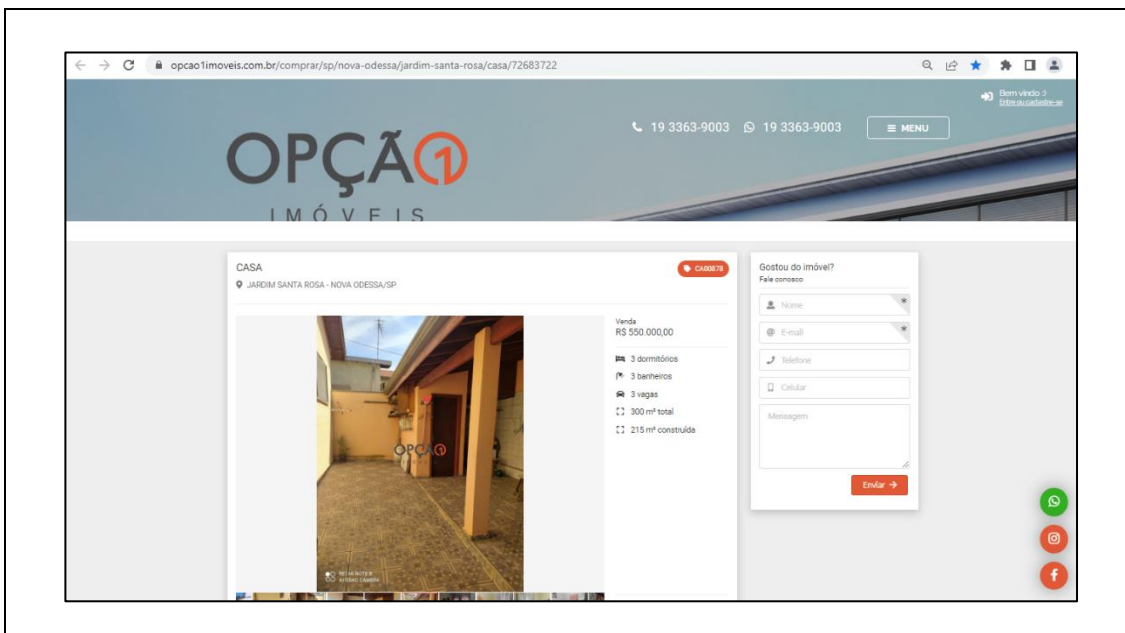 opcao1imoveis.com.br/comprar/sp/nova-odessa/jardim-santa-rosa/casa/72683722
Bem vindo :)
Entre ou cadastre-se
19 3363-9003 19 3363-9003 ≡ MENU
OPÇÃO1
IMÓVEIS
CASA
CA00878
JARDIM SANTA ROSA - NOVA ODESSA/SP
Venda
R$ 550.000,00
3 dormitórios
3 banheiros
3 vagas
300 m² total
215 m² construída
OPÇÃO1
Gostou do imóvel?
Fale conosco
Nome *
@ E-mail *
Telefone
Celular
Mensagem
Enviar →